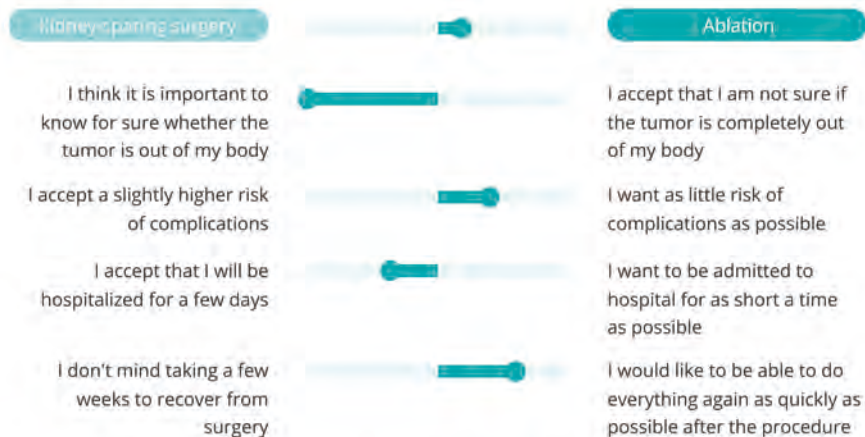 Kidney-sparing surgery
Ablation
I think it is important to
know for sure whether the
tumor is out of my body
I accept that I am not sure if
the tumor is completely out
of my body
I accept a slightly higher risk
of complications
I want as little risk of
complications as possible
I accept that I will be
hospitalized for a few days
I want to be admitted to
hospital for as short a time
as possible
I don't mind taking a few
weeks to recover from
surgery
I would like to be able to do
everything again as quickly as
possible after the procedure